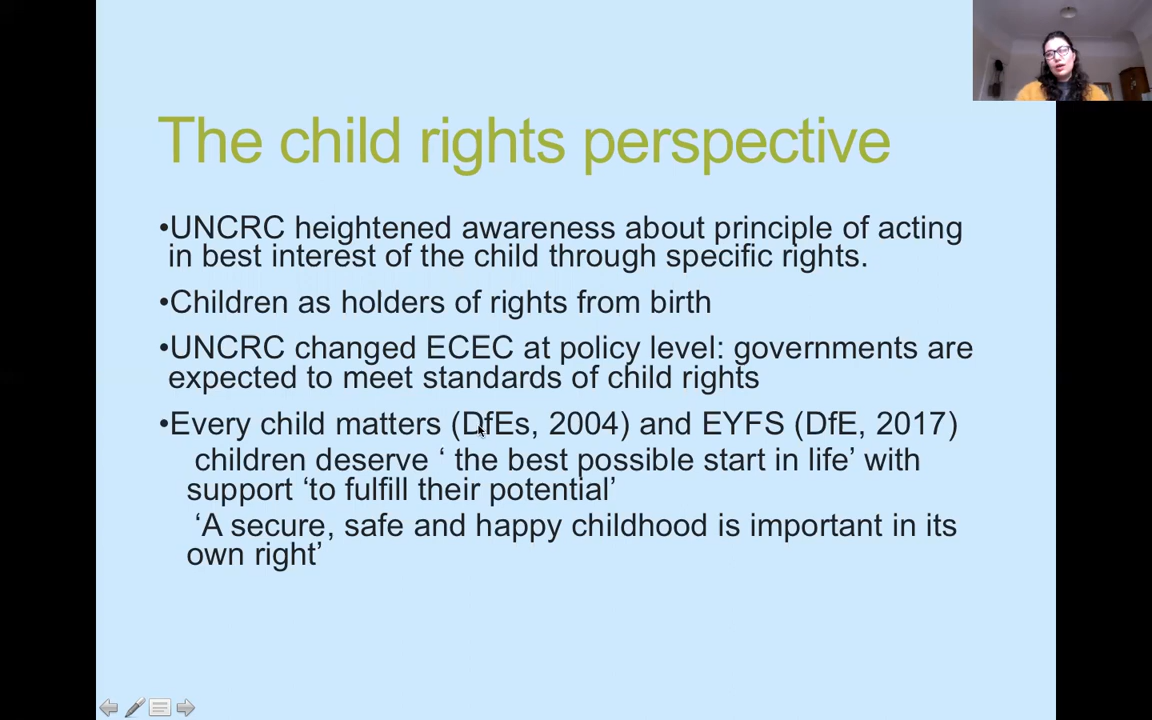 The child rights perspective
•UNCRC heightened awareness about principle of acting
in best interest of the child through specific rights.
•Children as holders of rights from birth
•UNCRC changed ECEC at policy level: governments are
expected to meet standards of child rights
•Every child matters (DfEs, 2004) and EYFS (DfE, 2017)
children deserve ‘ the best possible start in life’ with
support ‘to fulfill their potential’
‘A secure, safe and happy childhood is important in its
own right’